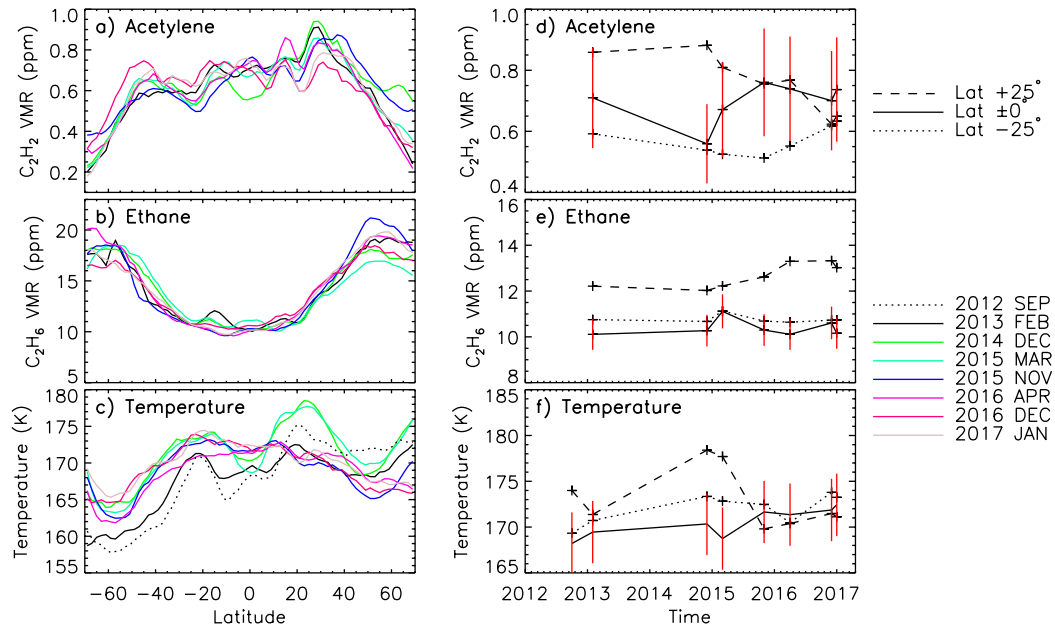 a) Acetylene
C₂H₂ VMR (ppm)
1.0
0.8
0.6
0.4
0.2
b) Ethane
C₂H₆ VMR (ppm)
20
15
10
c) Temperature
Temperature (K)
180
175
170
165
160
155
−60 −40 −20 0 20 40 60
Latitude
d) Acetylene
C₂H₂ VMR (ppm)
1.0
0.8
0.6
0.4
e) Ethane
C₂H₆ VMR (ppm)
16
14
12
10
8
f) Temperature
Temperature (K)
185
180
175
170
165
2012 2013 2014 2015 2016 2017
Time
Lat +25°
Lat ±0°
Lat −25°
2012 SEP
2013 FEB
2014 DEC
2015 MAR
2015 NOV
2016 APR
2016 DEC
2017 JAN